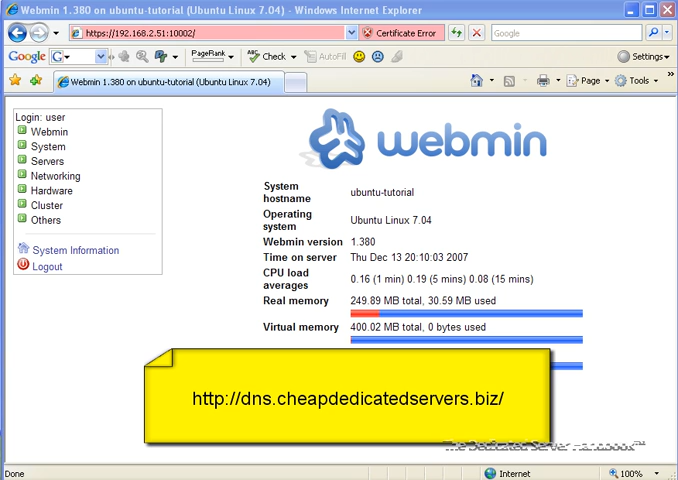 Webmin 1.380 on ubuntu-tutorial (Ubuntu Linux 7.04) - Windows Internet Explorer
https://192.168.2.51:10002/ Certificate Error Google
Google G PageRank Check AutoFill Settings
Webmin 1.380 on ubuntu-tutorial (Ubuntu Linux 7.04) Page Tools
Login: user
Webmin
System
Servers
Networking
Hardware
Cluster
Others
System Information
Logout
webmin
System hostname ubuntu-tutorial
Operating system Ubuntu Linux 7.04
Webmin version 1.380
Time on server Thu Dec 13 20:10:03 2007
CPU load averages 0.16 (1 min) 0.19 (5 mins) 0.08 (15 mins)
Real memory 249.89 MB total, 30.59 MB used
Virtual memory 400.02 MB total, 0 bytes used
http://dns.cheapdedicatedservers.biz/
The Dedicated Server Handbook™
Done Internet 100%